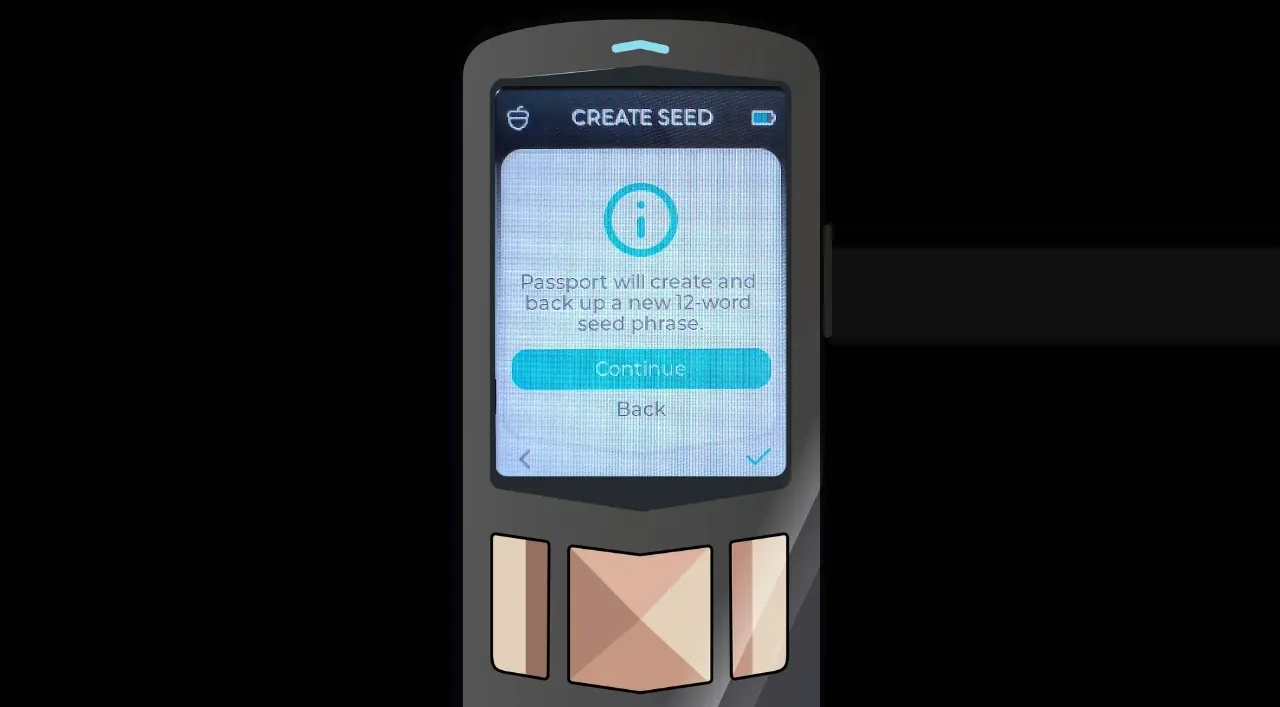 CREATE SEED
Passport will create and
back up a new 12-word
seed phrase.
Continue
Back